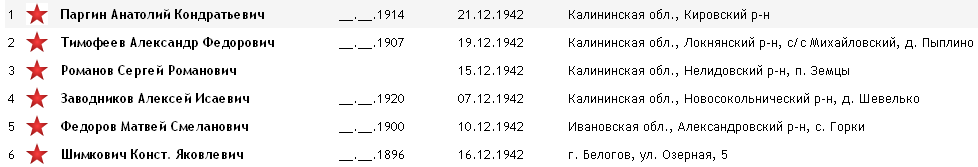 1 Паргин Анатолий Кондратьевич __.__.1914 21.12.1942 Калининская обл., Кировский р-н
2 Тимофеев Александр Федорович __.__.1907 19.12.1942 Калининская обл., Локнянский р-н, с/с Михайловский, д. Пыплино
3 Романов Сергей Романович 15.12.1942 Калининская обл., Нелидовский р-н, п. Земцы
4 Заводников Алексей Исаевич __.__.1920 07.12.1942 Калининская обл., Новосокольнический р-н, д. Шевелько
5 Федоров Матвей Смеланович __.__.1900 10.12.1942 Ивановская обл., Александровский р-н, с. Горки
6 Шимкович Конст. Яковлевич __.__.1896 16.12.1942 г. Белогов, ул. Озерная, 5